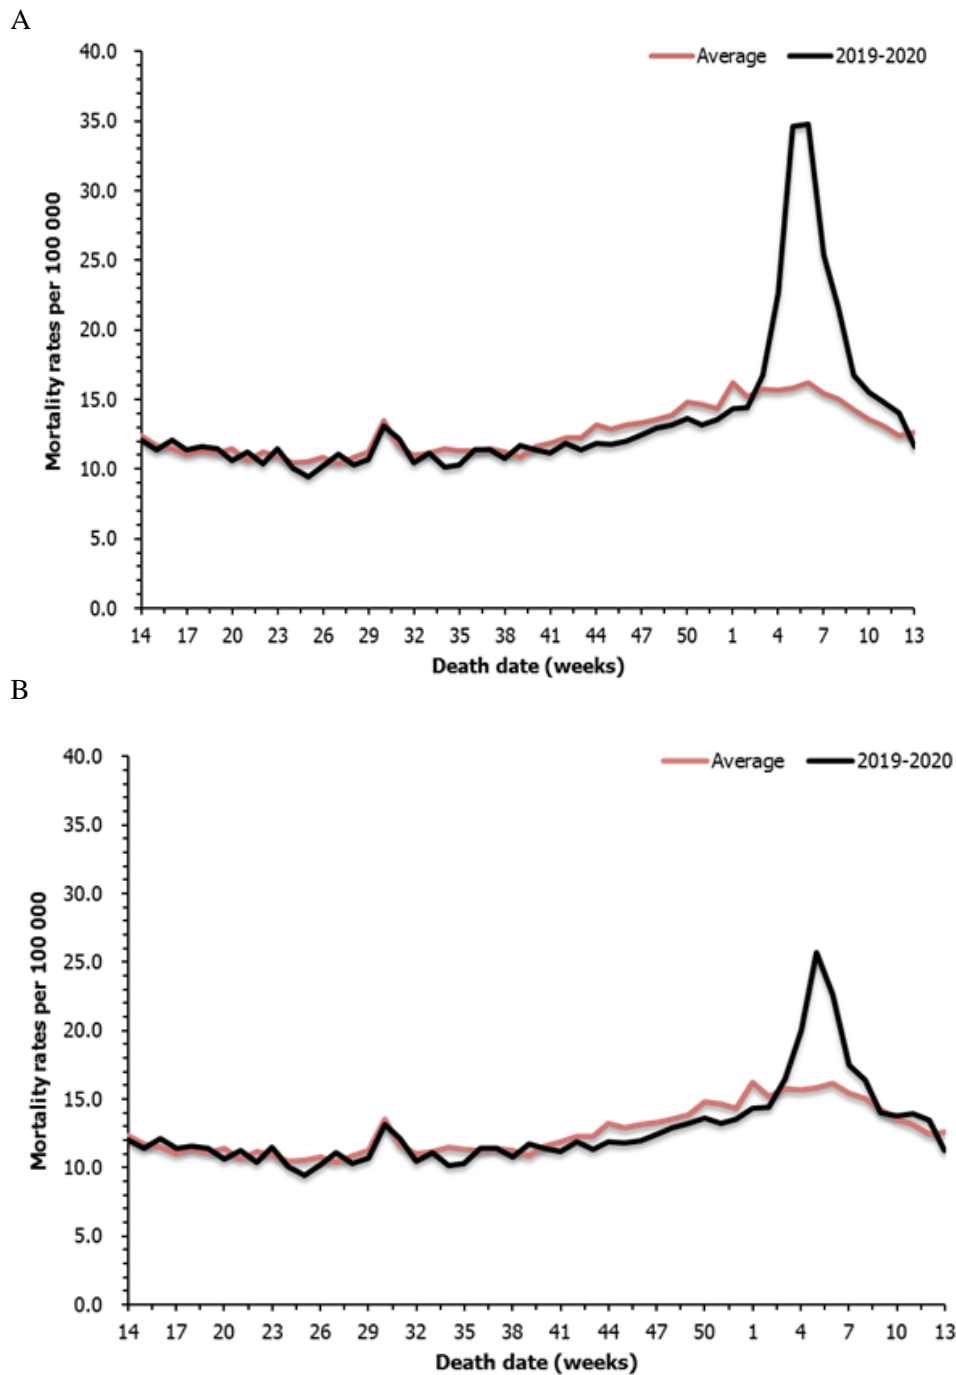 A
Average 2019-2020
40.0
35.0
30.0
25.0
20.0
15.0
10.0
5.0
0.0
Mortality rates per 100 000
14 17 20 23 26 29 32 35 38 41 44 47 50 1 4 7 10 13
Death date (weeks)
B
Average 2019-2020
40.0
35.0
30.0
25.0
20.0
15.0
10.0
5.0
0.0
Mortality rates per 100 000
14 17 20 23 26 29 32 35 38 41 44 47 50 1 4 7 10 13
Death date (weeks)